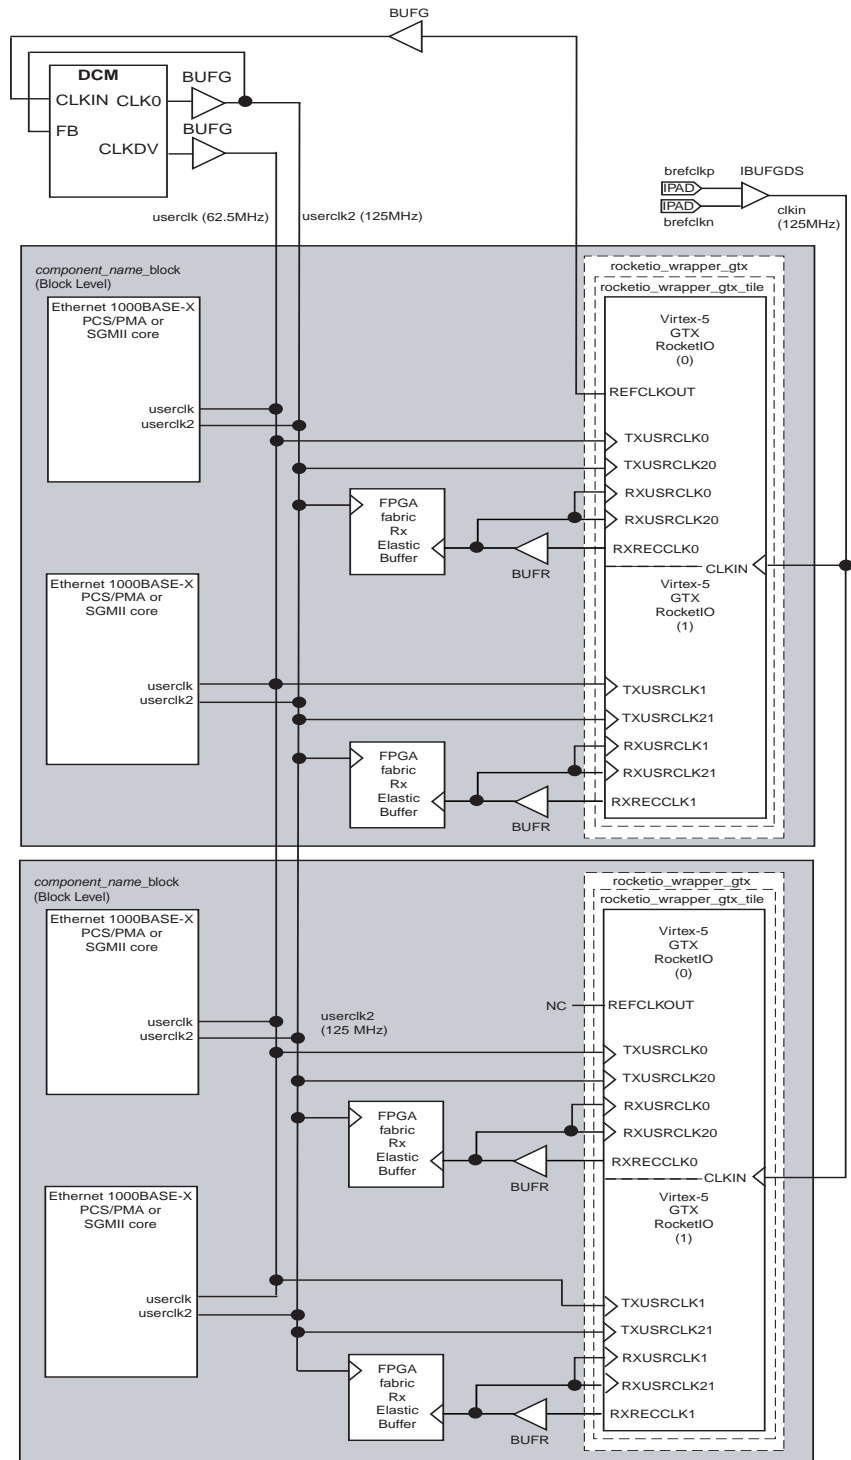 BUFG
DCM
BUFG
CLKIN CLK0
FB
BUFG
CLKDV
brefclkp
IBUFGDS
IPAD
IPAD
brefclkn
clkin
(125MHz)
userclk (62.5MHz)
userclk2 (125MHz)
component_name_block
(Block Level)
rocketio_wrapper_gtx
rocketio_wrapper_gtx_tile
Ethernet 1000BASE-X
PCS/PMA or
SGMII core
userclk
userclk2
Virtex-5
GTX
RocketIO
(0)
REFCLKOUT
TXUSRCLK0
TXUSRCLK20
RXUSRCLK0
RXUSRCLK20
RXRECCLK0
FPGA
fabric
Rx
Elastic
Buffer
BUFR
CLKIN
Ethernet 1000BASE-X
PCS/PMA or
SGMII core
userclk
userclk2
Virtex-5
GTX
RocketIO
(1)
TXUSRCLK1
TXUSRCLK21
RXUSRCLK1
RXUSRCLK21
RXRECCLK1
FPGA
fabric
Rx
Elastic
Buffer
BUFR
component_name_block
(Block Level)
rocketio_wrapper_gtx
rocketio_wrapper_gtx_tile
Ethernet 1000BASE-X
PCS/PMA or
SGMII core
userclk
userclk2
userclk2
(125 MHz)
Virtex-5
GTX
RocketIO
(0)
NC
REFCLKOUT
TXUSRCLK0
TXUSRCLK20
RXUSRCLK0
RXUSRCLK20
RXRECCLK0
FPGA
fabric
Rx
Elastic
Buffer
BUFR
CLKIN
Ethernet 1000BASE-X
PCS/PMA or
SGMII core
userclk
userclk2
Virtex-5
GTX
RocketIO
(1)
TXUSRCLK1
TXUSRCLK21
RXUSRCLK1
RXUSRCLK21
RXRECCLK1
FPGA
fabric
Rx
Elastic
Buffer
BUFR